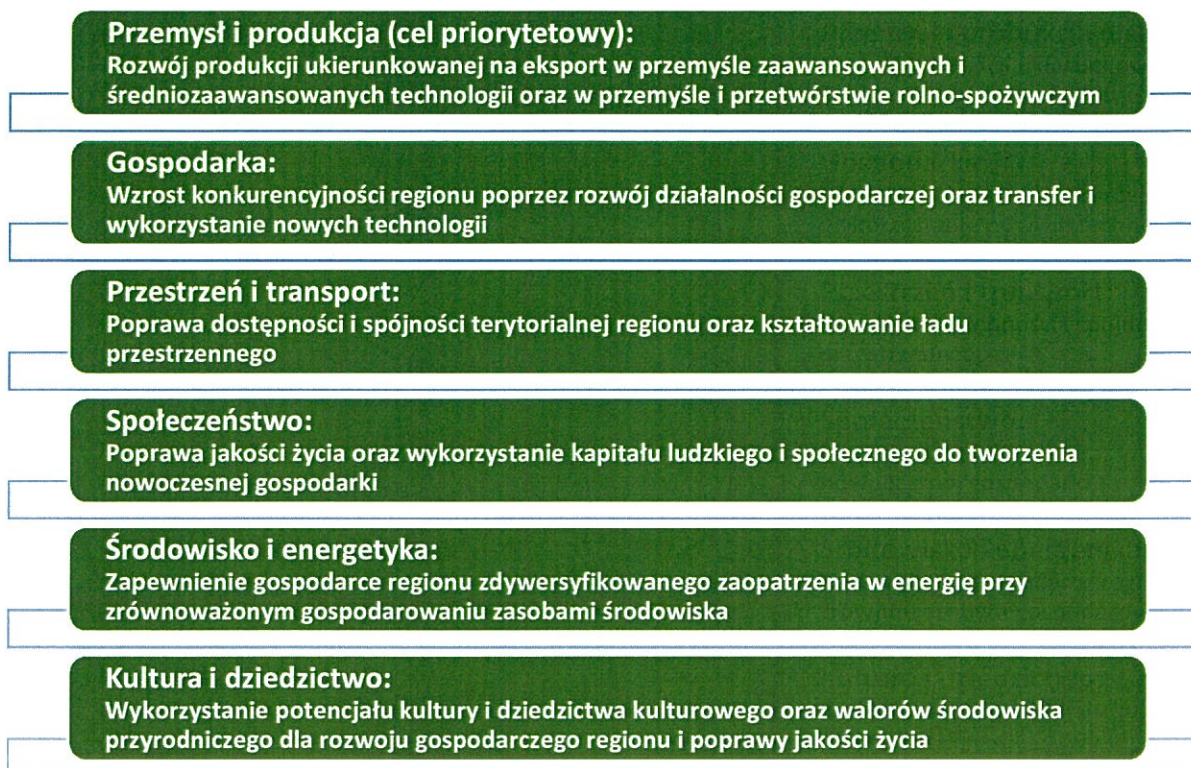 Przemysł i produkcja (cel priorytetowy):
Rozwój produkcji ukierunkowanej na eksport w przemyśle zaawansowanych i
średniozaawansowanych technologii oraz w przemyśle i przetwórstwie rolno-spożywczym
Gospodarka:
Wzrost konkurencyjności regionu poprzez rozwój działalności gospodarczej oraz transfer i
wykorzystanie nowych technologii
Przestrzeń i transport:
Poprawa dostępności i spójności terytorialnej regionu oraz kształtowanie ładu
przestrzennego
Społeczeństwo:
Poprawa jakości życia oraz wykorzystanie kapitału ludzkiego i społecznego do tworzenia
nowoczesnej gospodarki
Środowisko i energetyka:
Zapewnienie gospodarce regionu zdywersyfikowanego zaopatrzenia w energię przy
zrównoważonym gospodarowaniu zasobami środowiska
Kultura i dziedzictwo:
Wykorzystanie potencjału kultury i dziedzictwa kulturowego oraz walorów środowiska
przyrodniczego dla rozwoju gospodarczego regionu i poprawy jakości życia